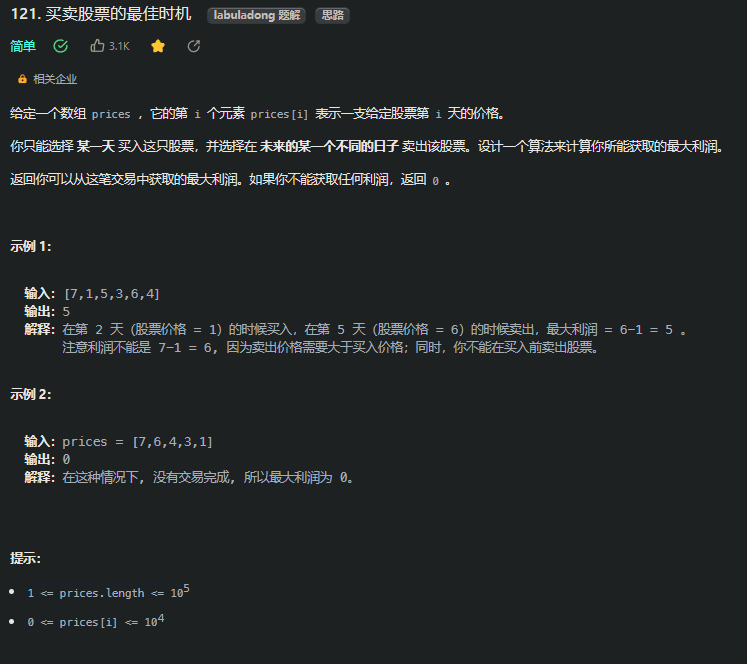 121. 买卖股票的最佳时机 labuladong 题解 思路
简单 3.1K
相关企业
给定一个数组 prices ，它的第 i 个元素 prices[i] 表示一支给定股票第 i 天的价格。
你只能选择 某一天 买入这只股票，并选择在 未来的某一个不同的日子 卖出该股票。设计一个算法来计算你所能获取的最大利润。
返回你可以从这笔交易中获取的最大利润。如果你不能获取任何利润，返回 0 。
示例 1：
输入：[7,1,5,3,6,4]
输出：5
解释：在第 2 天（股票价格 = 1）的时候买入，在第 5 天（股票价格 = 6）的时候卖出，最大利润 = 6-1 = 5 。
注意利润不能是 7-1 = 6, 因为卖出价格需要大于买入价格；同时，你不能在买入前卖出股票。
示例 2：
输入：prices = [7,6,4,3,1]
输出：0
解释：在这种情况下, 没有交易完成, 所以最大利润为 0。
提示：
1 <= prices.length <= 10⁵
0 <= prices[i] <= 10⁴